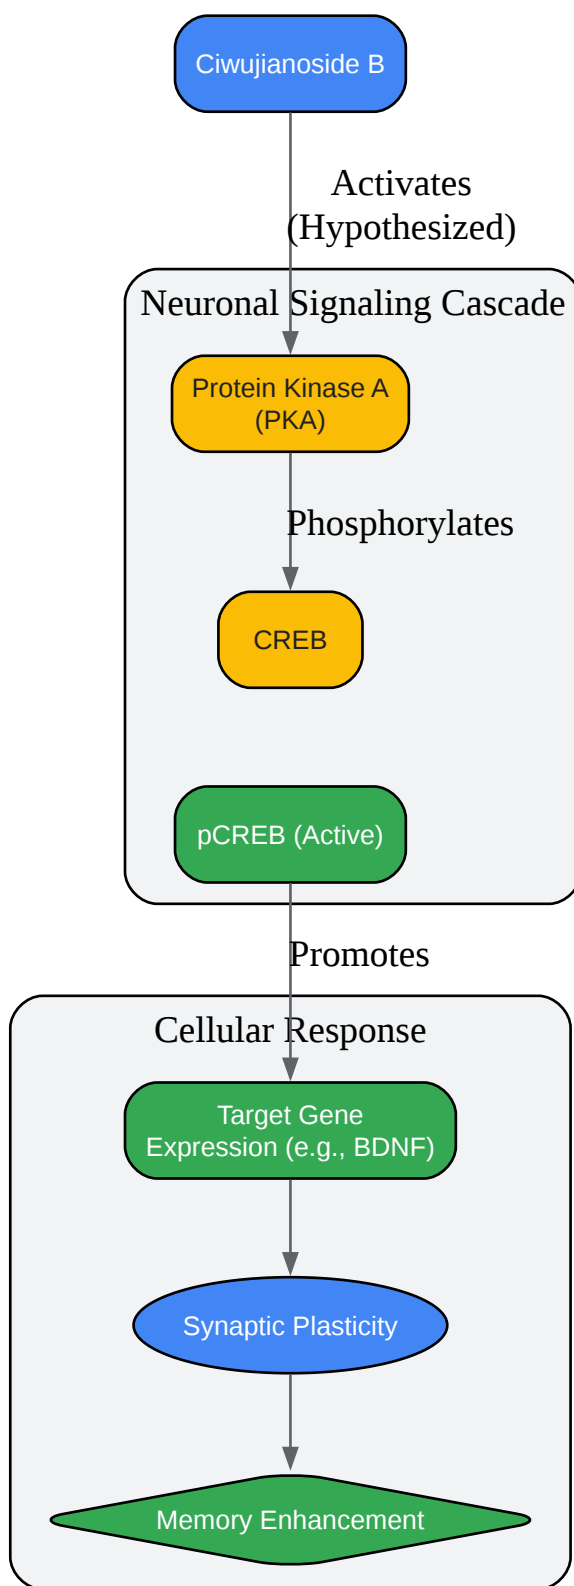 Ciwujianoside B
Activates
(Hypothesized)
Neuronal Signaling Cascade
Protein Kinase A
(PKA)
Phosphorylates
CREB
pCREB (Active)
Promotes
Cellular Response
Target Gene
Expression (e.g., BDNF)
Synaptic Plasticity
Memory Enhancement